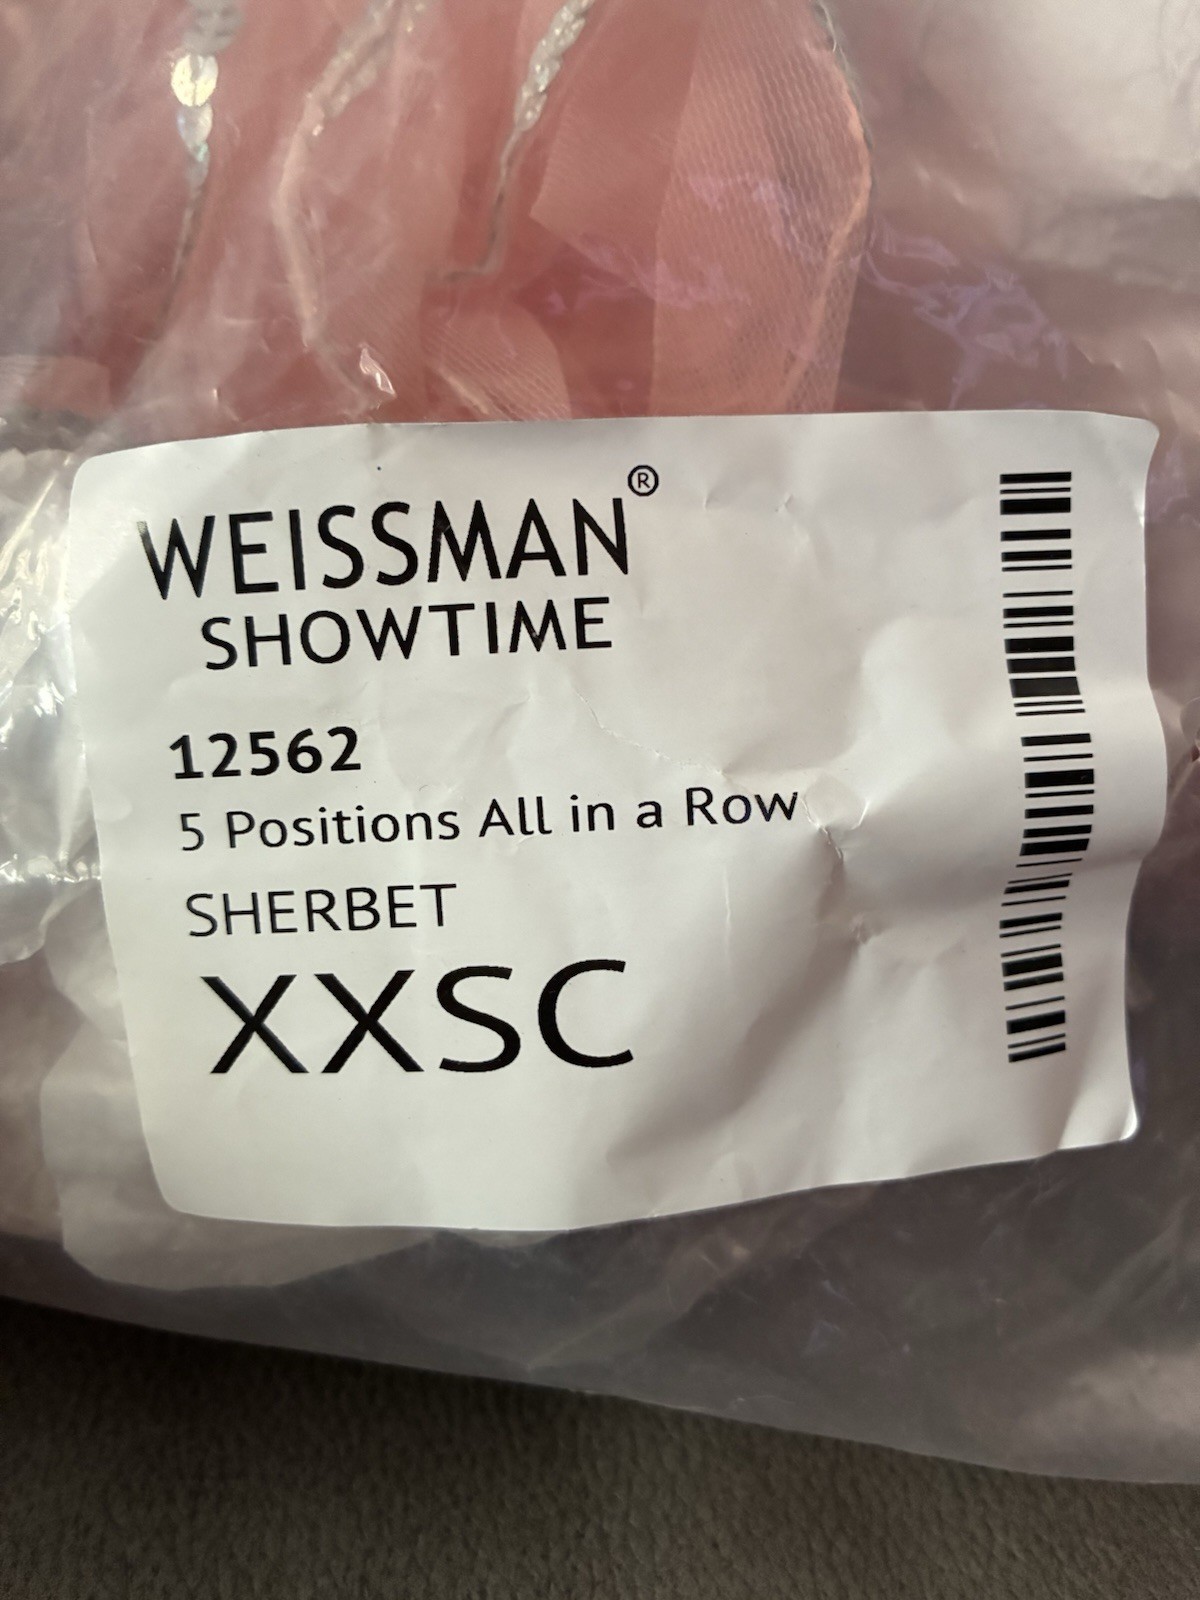 WEISSMAN®
SHOWTIME
12562
5 Positions All in a Row
SHERBET
XXSC